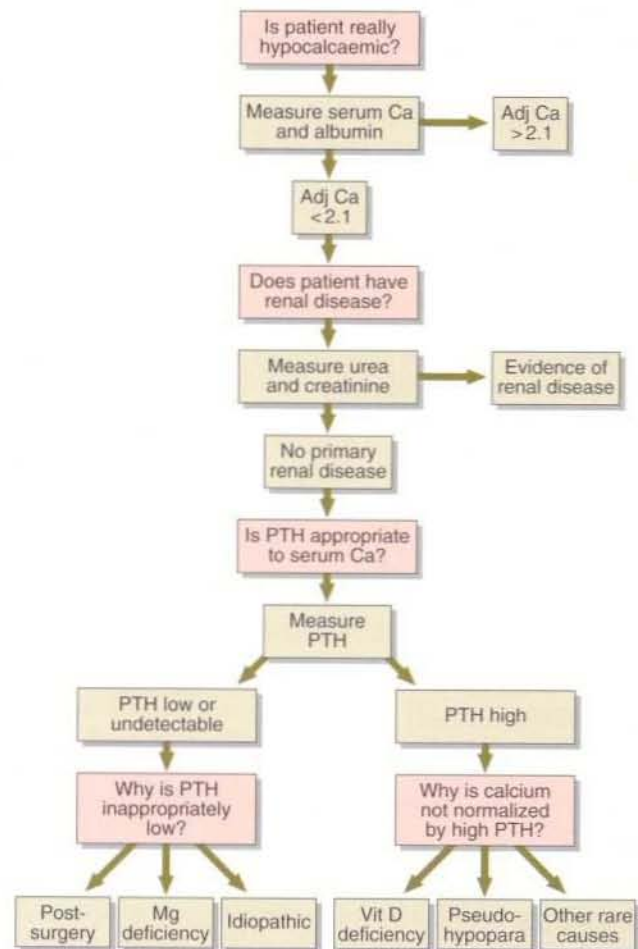 Is patient really
hypocalcaemic?
Measure serum Ca
and albumin
Adj Ca
>2.1
Adj Ca
<2.1
Does patient have
renal disease?
Measure urea
and creatinine
Evidence of
renal disease
No primary
renal disease
Is PTH appropriate
to serum Ca?
Measure
PTH
PTH low or
undetectable
PTH high
Why is PTH
inappropriately
low?
Why is calcium
not normalized
by high PTH?
Post-
surgery
Mg
deficiency
Idiopathic
Vit D
deficiency
Pseudo-
hypopara
Other rare
causes